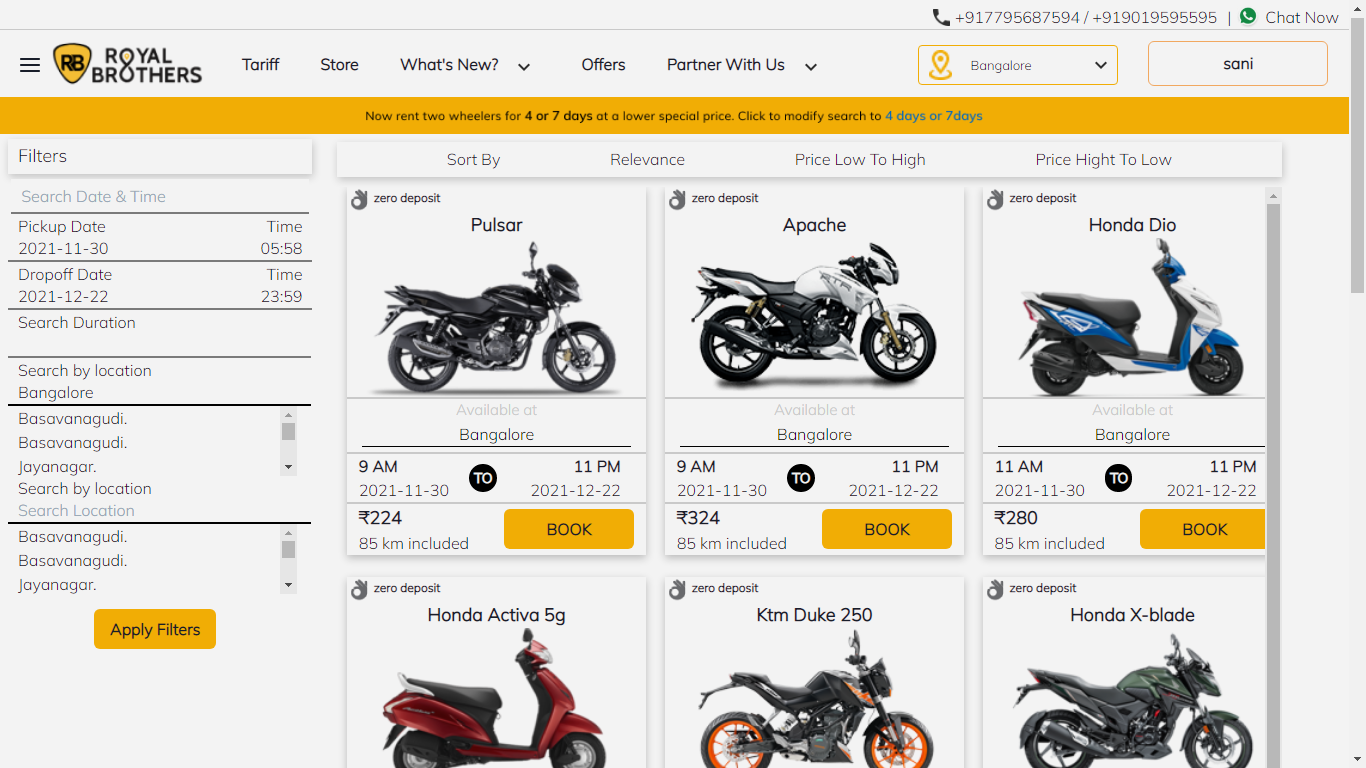 +917795687594 / +919019595595 | Chat Now
RB ROYAL BROTHERS
Tariff
Store
What's New?
Offers
Partner With Us
Bangalore
sani
Now rent two wheelers for 4 or 7 days at a lower special price. Click to modify search to 4 days or 7days
Filters
Search Date & Time
Pickup Date Time
2021-11-30 05:58
Dropoff Date Time
2021-12-22 23:59
Search Duration
Search by location
Bangalore
Basavanagudi.
Basavanagudi.
Jayanagar.
Search by location
Search Location
Basavanagudi.
Basavanagudi.
Jayanagar.
Apply Filters
Sort By
Relevance
Price Low To High
Price Hight To Low
zero deposit
Pulsar
Available at
Bangalore
9 AM TO 11 PM
2021-11-30 2021-12-22
₹224
85 km included
BOOK
zero deposit
Apache
RTR
Available at
Bangalore
9 AM TO 11 PM
2021-11-30 2021-12-22
₹324
85 km included
BOOK
zero deposit
Honda Dio
Available at
Bangalore
11 AM TO 11 PM
2021-11-30 2021-12-22
₹280
85 km included
BOOK
zero deposit
Honda Activa 5g
zero deposit
Ktm Duke 250
zero deposit
Honda X-blade